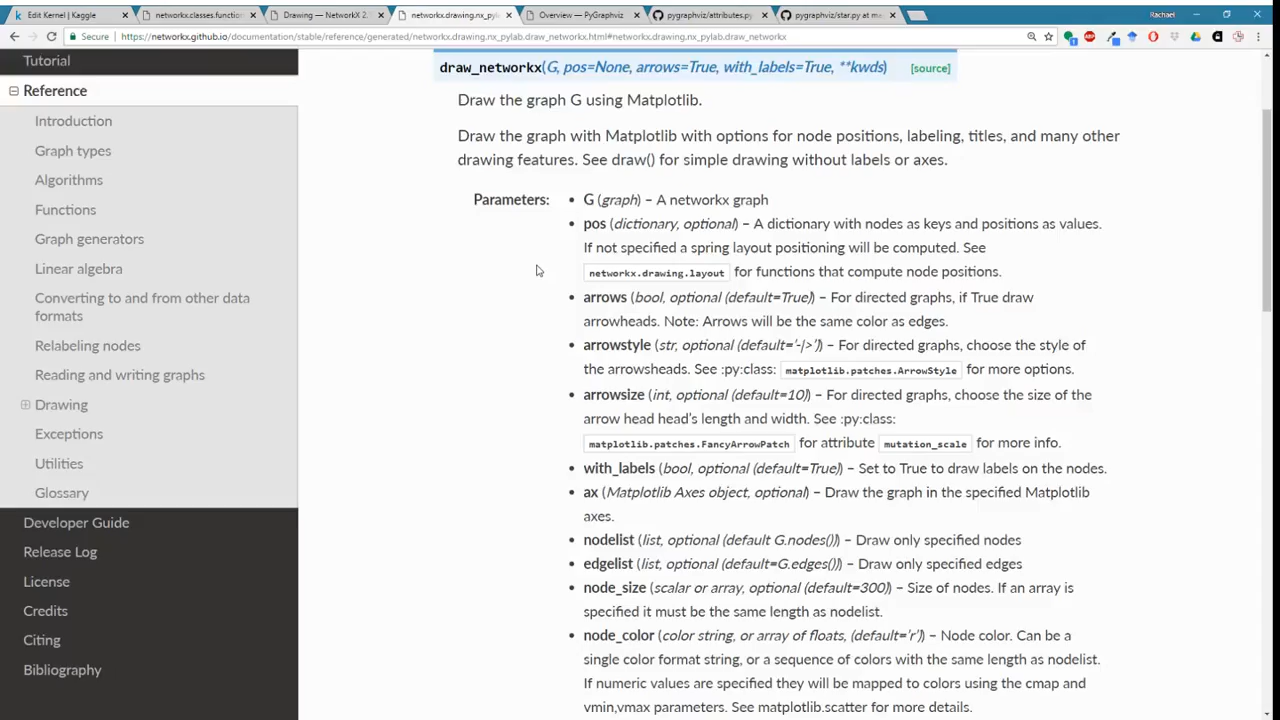 Edit Kernel | Kaggle
networkx.classes.function
Drawing — NetworkX 2.
networkx.drawing.nx_pyl
Overview — PyGraphviz
pygraphviz/attributes.py
pygraphviz/star.py at m
Rachael
Secure
https://networkx.github.io/documentation/stable/reference/generated/networkx.drawing.nx_pylab.draw_networkx.html#networkx.drawing.nx_pylab.draw_networkx
Tutorial
Reference
Introduction
Graph types
Algorithms
Functions
Graph generators
Linear algebra
Converting to and from other data
formats
Relabeling nodes
Reading and writing graphs
Drawing
Exceptions
Utilities
Glossary
Developer Guide
Release Log
License
Credits
Citing
Bibliography
draw_networkx(G, pos=None, arrows=True, with_labels=True, **kwds) [source]
Draw the graph G using Matplotlib.
Draw the graph with Matplotlib with options for node positions, labeling, titles, and many other
drawing features. See draw() for simple drawing without labels or axes.
Parameters:
• G (graph) – A networkx graph
• pos (dictionary, optional) – A dictionary with nodes as keys and positions as values.
If not specified a spring layout positioning will be computed. See
networkx.drawing.layout for functions that compute node positions.
• arrows (bool, optional (default=True)) – For directed graphs, if True draw
arrowheads. Note: Arrows will be the same color as edges.
• arrowstyle (str, optional (default='-|>')) – For directed graphs, choose the style of
the arrowsheads. See :py:class: matplotlib.patches.ArrowStyle for more options.
• arrowsize (int, optional (default=10)) – For directed graphs, choose the size of the
arrow head head's length and width. See :py:class:
matplotlib.patches.FancyArrowPatch for attribute mutation_scale for more info.
• with_labels (bool, optional (default=True)) – Set to True to draw labels on the nodes.
• ax (Matplotlib Axes object, optional) – Draw the graph in the specified Matplotlib
axes.
• nodelist (list, optional (default G.nodes())) – Draw only specified nodes
• edgelist (list, optional (default=G.edges())) – Draw only specified edges
• node_size (scalar or array, optional (default=300)) – Size of nodes. If an array is
specified it must be the same length as nodelist.
• node_color (color string, or array of floats, (default='r')) – Node color. Can be a
single color format string, or a sequence of colors with the same length as nodelist.
If numeric values are specified they will be mapped to colors using the cmap and
vmin,vmax parameters. See matplotlib.scatter for more details.